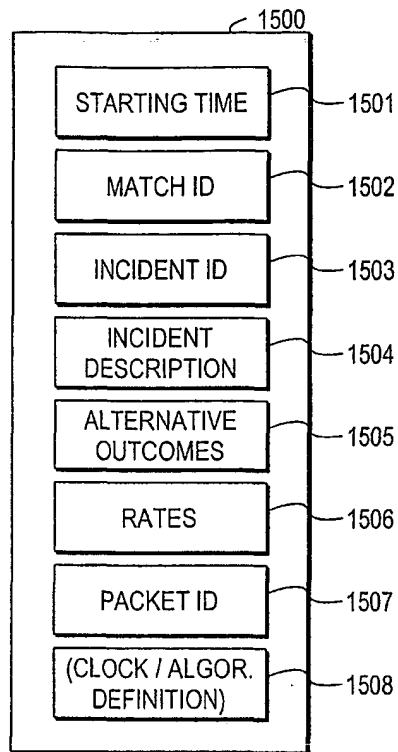 1500
STARTING TIME
1501
MATCH ID
1502
INCIDENT ID
1503
INCIDENT
DESCRIPTION
1504
ALTERNATIVE
OUTCOMES
1505
RATES
1506
PACKET ID
1507
(CLOCK / ALGOR.
DEFINITION)
1508